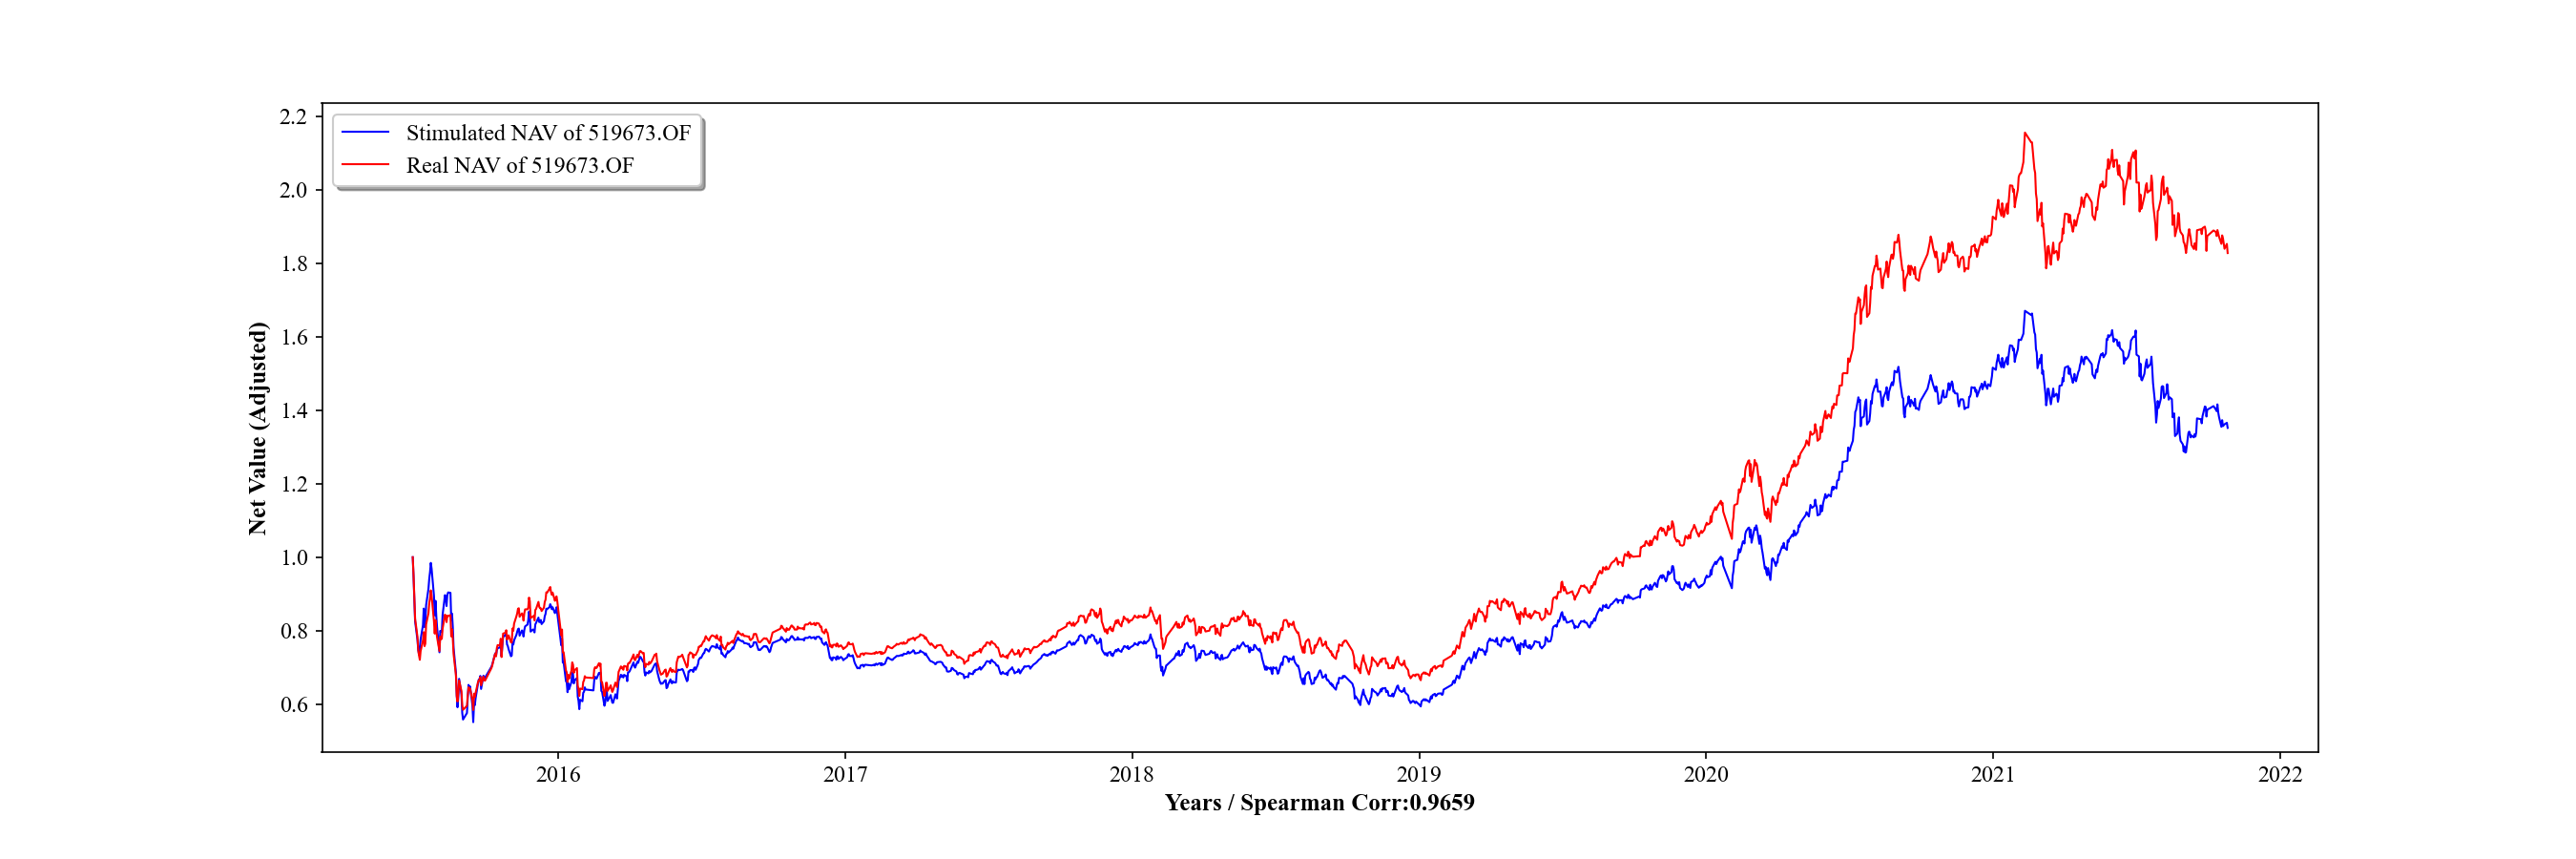 Stimulated NAV of 519673.OF
Real NAV of 519673.OF
2.2
2.0
1.8
1.6
1.4
1.2
1.0
0.8
0.6
Net Value (Adjusted)
2016 2017 2018 2019 2020 2021 2022
Years / Spearman Corr:0.9659